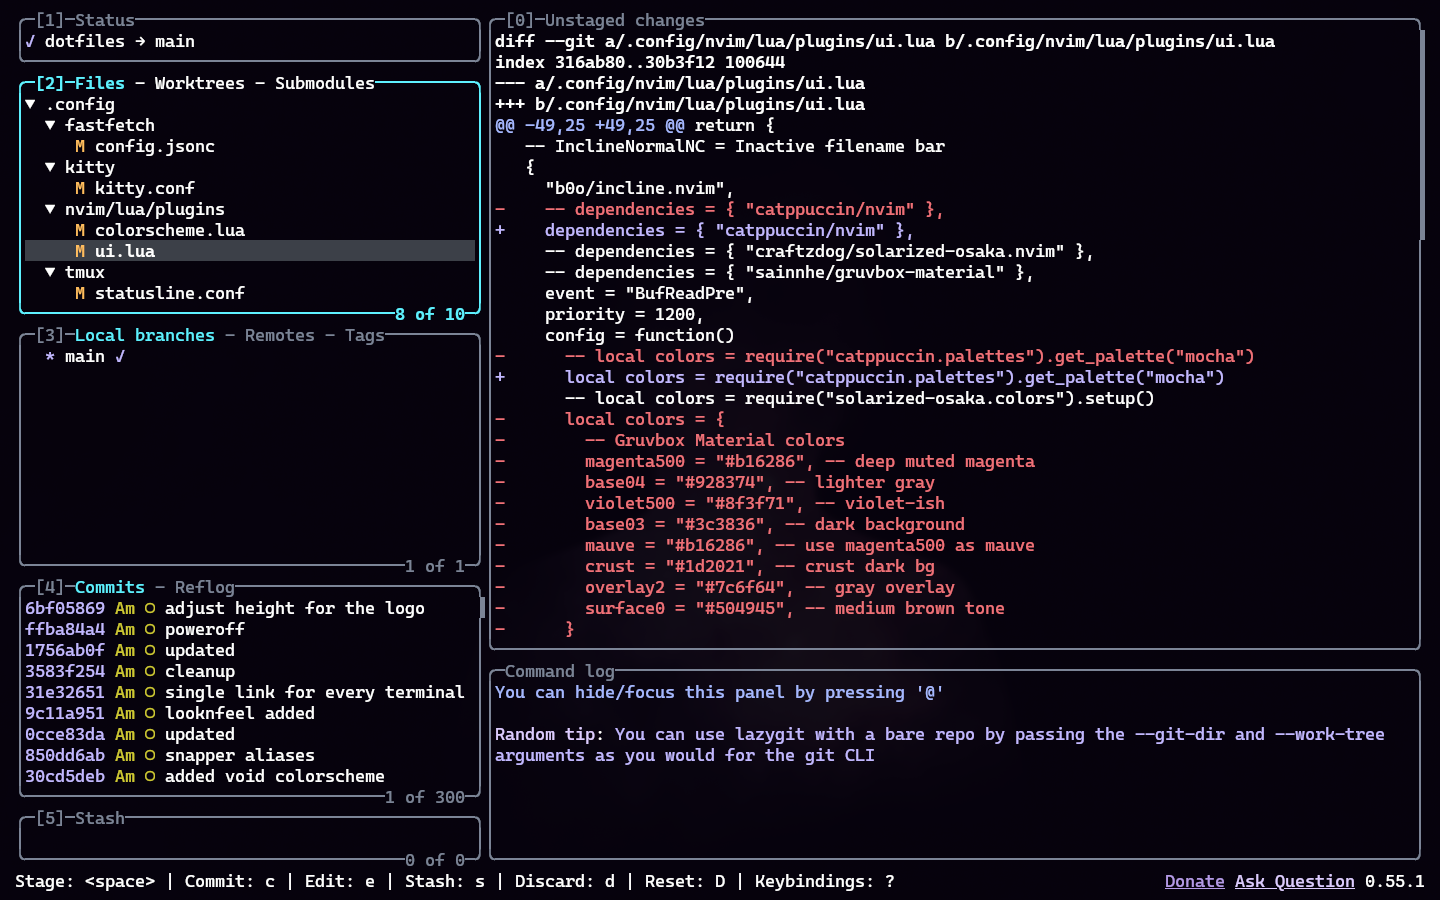 [1]─Status
✓ dotfiles → main
[2]─Files — Worktrees — Submodules
▼ .config
▼ fastfetch
M config.jsonc
▼ kitty
M kitty.conf
▼ nvim/lua/plugins
M colorscheme.lua
M ui.lua
▼ tmux
M statusline.conf
8 of 10
[3]─Local branches — Remotes — Tags
* main ✓
1 of 1
[4]─Commits — Reflog
6bf05869 Am O adjust height for the logo
ffba84a4 Am O poweroff
1756ab0f Am O updated
3583f254 Am O cleanup
31e32651 Am O single link for every terminal
9c11a951 Am O looknfeel added
0cce83da Am O updated
850dd6ab Am O snapper aliases
30cd5deb Am O added void colorscheme
1 of 300
[5]─Stash
0 of 0
[0]─Unstaged changes
diff --git a/.config/nvim/lua/plugins/ui.lua b/.config/nvim/lua/plugins/ui.lua
index 316ab80..30b3f12 100644
--- a/.config/nvim/lua/plugins/ui.lua
+++ b/.config/nvim/lua/plugins/ui.lua
@@ -49,25 +49,25 @@ return {
-- InclineNormalNC = Inactive filename bar
{
"b0o/incline.nvim",
- -- dependencies = { "catppuccin/nvim" },
+ dependencies = { "catppuccin/nvim" },
-- dependencies = { "craftzdog/solarized-osaka.nvim" },
-- dependencies = { "sainnhe/gruvbox-material" },
event = "BufReadPre",
priority = 1200,
config = function()
- -- local colors = require("catppuccin.palettes").get_palette("mocha")
+ local colors = require("catppuccin.palettes").get_palette("mocha")
-- local colors = require("solarized-osaka.colors").setup()
- local colors = {
- -- Gruvbox Material colors
- magenta500 = "#b16286", -- deep muted magenta
- base04 = "#928374", -- lighter gray
- violet500 = "#8f3f71", -- violet-ish
- base03 = "#3c3836", -- dark background
- mauve = "#b16286", -- use magenta500 as mauve
- crust = "#1d2021", -- crust dark bg
- overlay2 = "#7c6f64", -- gray overlay
- surface0 = "#504945", -- medium brown tone
- }
Command log
You can hide/focus this panel by pressing '@'
Random tip: You can use lazygit with a bare repo by passing the --git-dir and --work-tree
arguments as you would for the git CLI
Stage: <space> | Commit: c | Edit: e | Stash: s | Discard: d | Reset: D | Keybindings: ?
Donate Ask Question 0.55.1